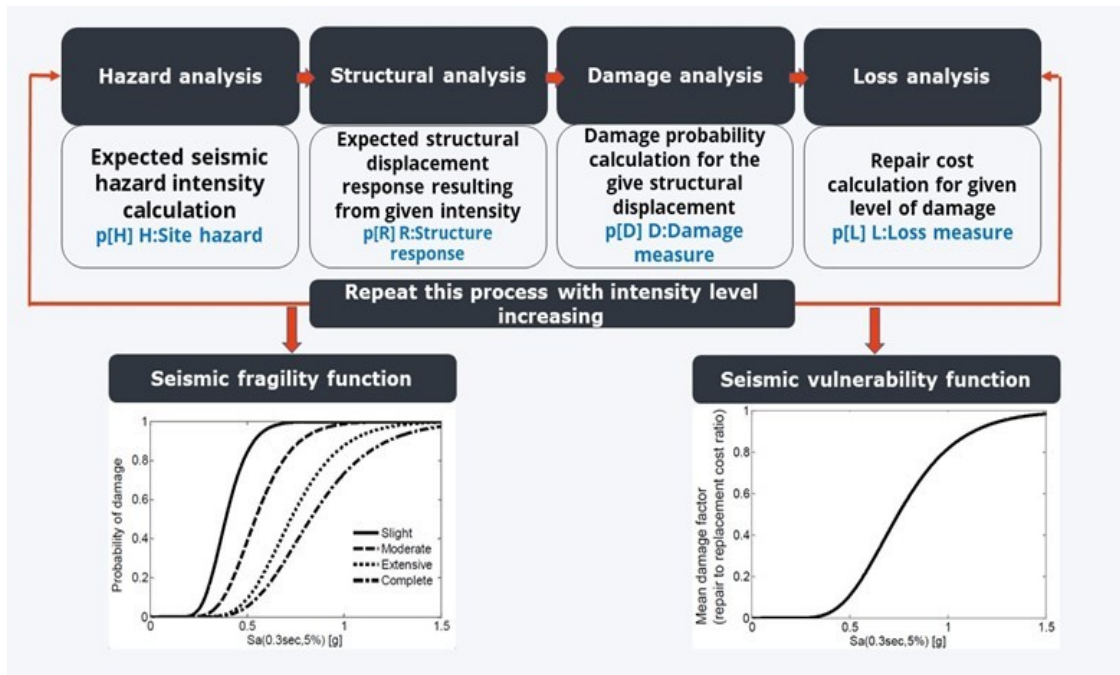 Hazard analysis
Structural analysis
Damage analysis
Loss analysis
Expected seismic
hazard intensity
calculation
p[H] H:Site hazard
Expected structural
displacement
response resulting
from given intensity
p[R] R:Structure
response
Damage probability
calculation for the
give structural
displacement
p[D] D:Damage
measure
Repair cost
calculation for given
level of damage
p[L] L:Loss measure
Repeat this process with intensity level
increasing
Seismic fragility function
Probability of damage
1
0.8
0.6
0.4
0.2
0
Slight
Moderate
Extensive
Complete
0
0.5
1
1.5
Sa(0.3sec,5%) [g]
Seismic vulnerability function
Mean damage factor
(repair to replacement cost ratio)
1
0.8
0.6
0.4
0.2
0
0
0.5
1
1.5
Sa(0.3sec,5%) [g]